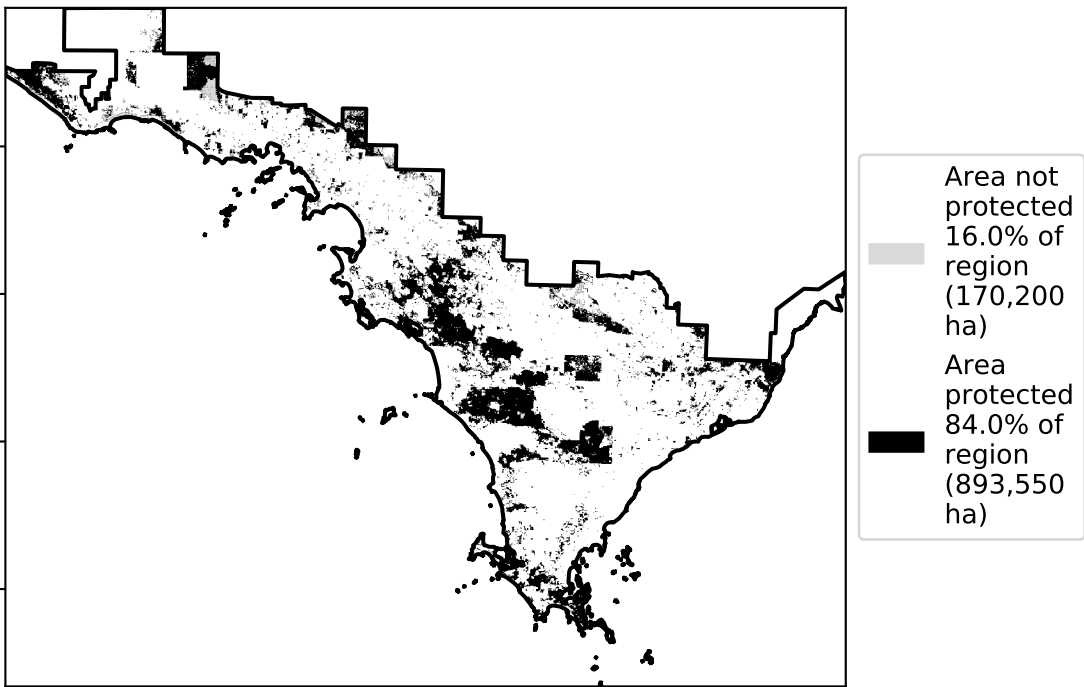 Area not
protected
16.0% of
region
(170,200
ha)
Area
protected
84.0% of
region
(893,550
ha)